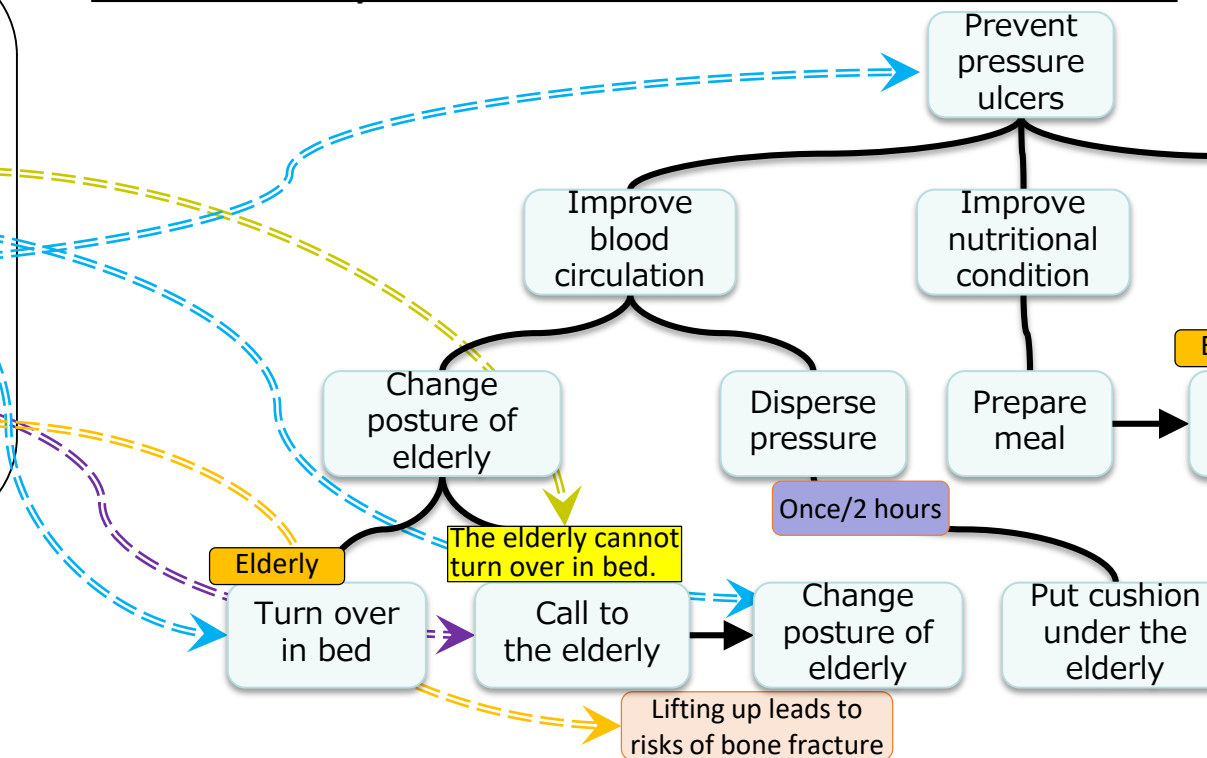 Prevent
pressure
ulcers
Improve
blood
circulation
Improve
nutritional
condition
Change
posture of
elderly
Disperse
pressure
Prepare
meal
Once/2 hours
The elderly cannot
turn over in bed.
Elderly
Turn over
in bed
Call to
the elderly
Change
posture of
elderly
Put cushion
under the
elderly
Lifting up leads to
risks of bone fracture